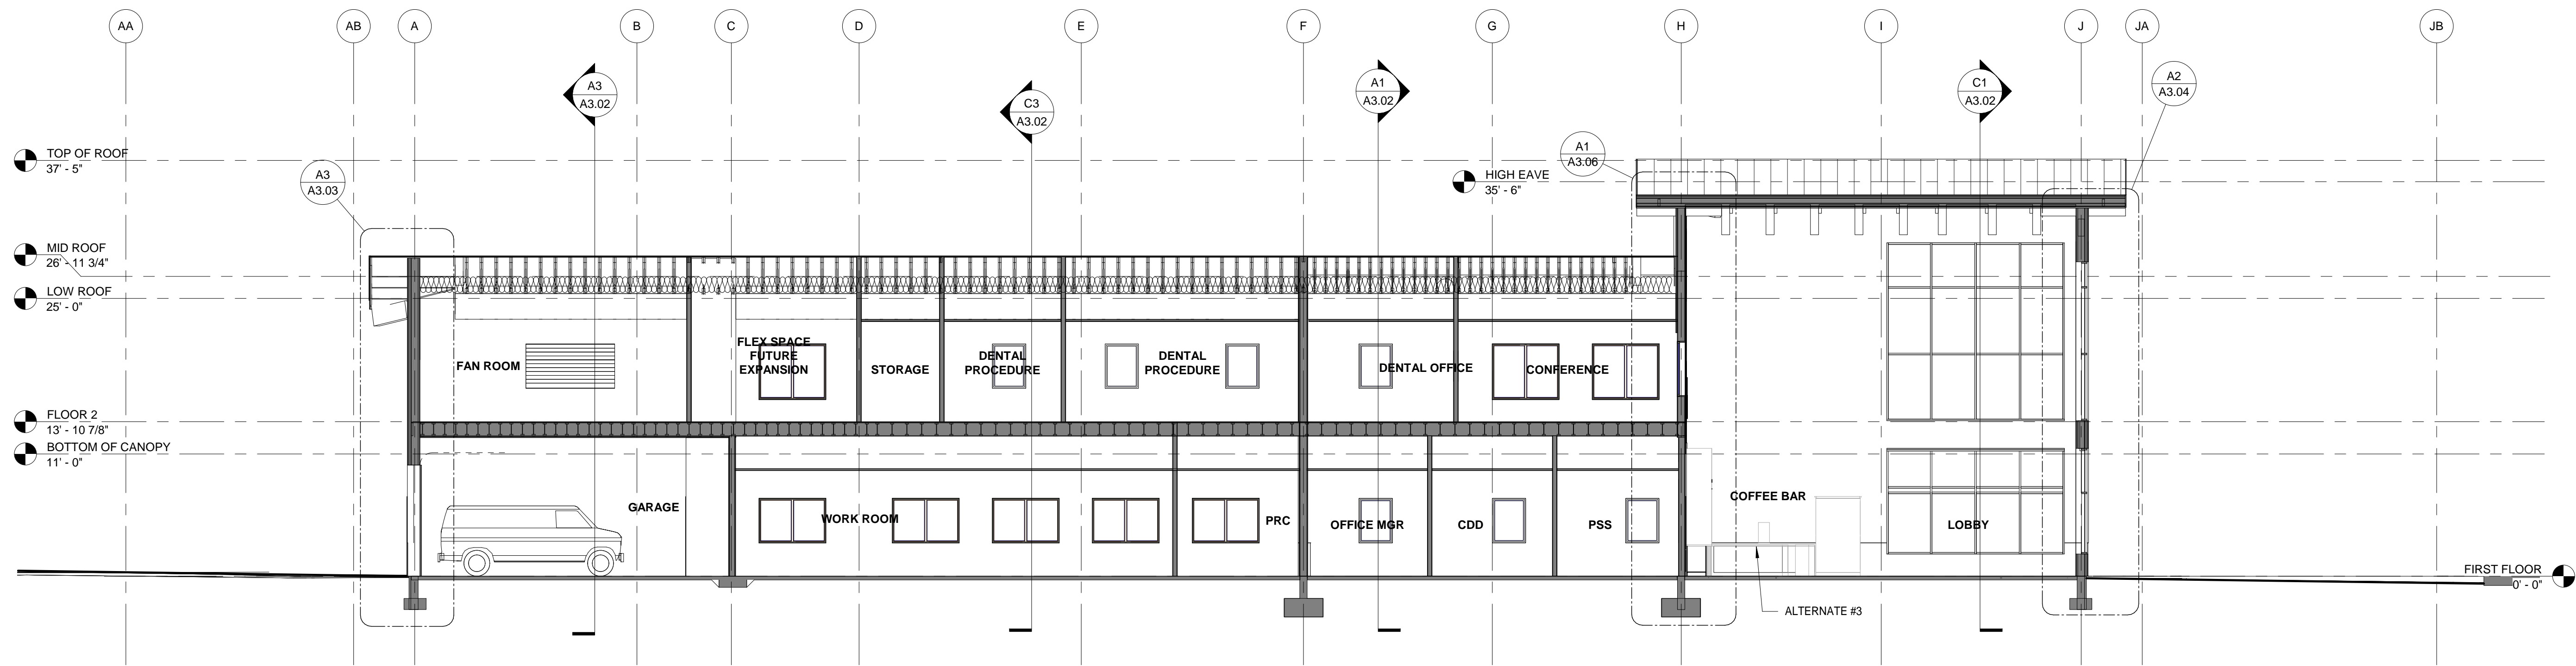 AA
AB
A
B
C
D
E
F
G
H
I
J
JA
JB
A3
A3.02
C3
A3.02
A1
A3.02
C1
A3.02
A2
A3.04
A1
A3.06
A3
A3.03
TOP OF ROOF
37' - 5"
HIGH EAVE
35' - 6"
MID ROOF
26' - 11 3/4"
LOW ROOF
25' - 0"
FAN ROOM
FLEX SPACE
FUTURE
EXPANSION
STORAGE
DENTAL
PROCEDURE
DENTAL
PROCEDURE
DENTAL OFFICE
CONFERENCE
FLOOR 2
13' - 10 7/8"
BOTTOM OF CANOPY
11' - 0"
GARAGE
WORK ROOM
PRC
OFFICE MGR
CDD
PSS
COFFEE BAR
LOBBY
FIRST FLOOR
0' - 0"
ALTERNATE #3